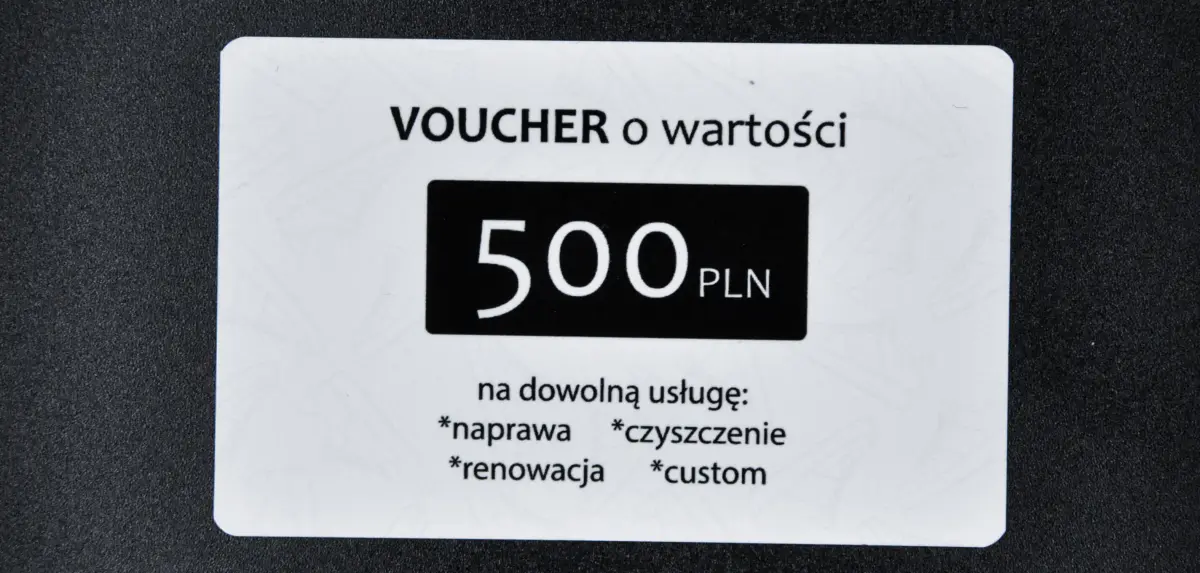 VOUCHER o wartości
500 PLN
na dowolną usługę:
*naprawa *czyszczenie
*renowacja *custom